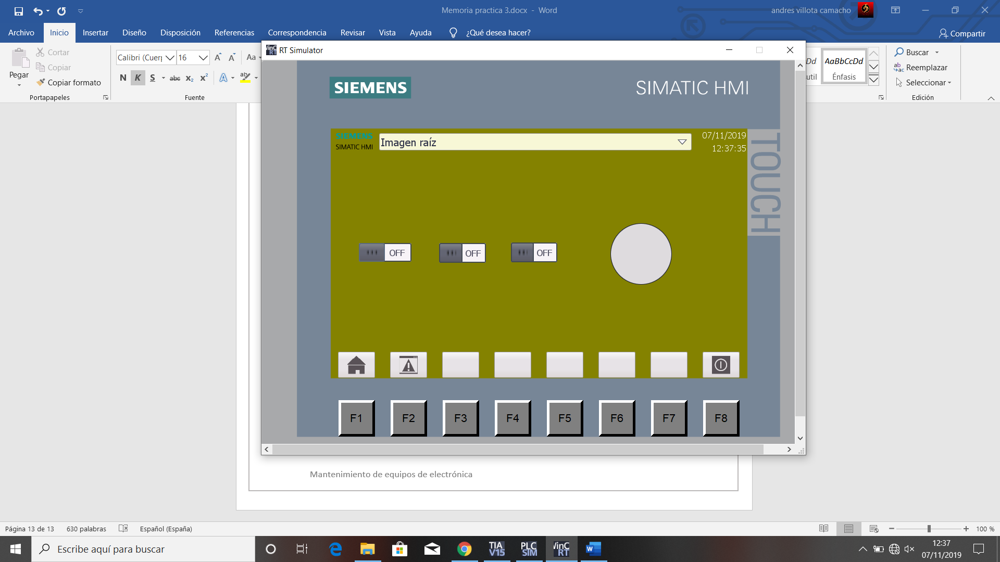 Memoria practica 3.docx - Word
andres villota camacho
Archivo Inicio Insertar Diseño Disposición Referencias Correspondencia Revisar Vista Ayuda ¿Qué desea hacer? Compartir
Pegar
Cortar
Copiar
Copiar formato
Portapapeles
Calibri (Cuerp 16 Aa
N K S abc x₂ x² A ab
Fuente
AaBbCcDd
Énfasis
Buscar
Reemplazar
Seleccionar
Edición
RT Simulator
SIEMENS
SIMATIC HMI
SIEMENS
SIMATIC HMI
Imagen raíz
07/11/2019
12:37:35
TOUCH
OFF OFF OFF
F1 F2 F3 F4 F5 F6 F7 F8
Mantenimiento de equipos de electrónica
Página 13 de 13 630 palabras Español (España) 100 %
Escribe aquí para buscar
TIA V15
PLC SIM
WinC RT
12:37
07/11/2019